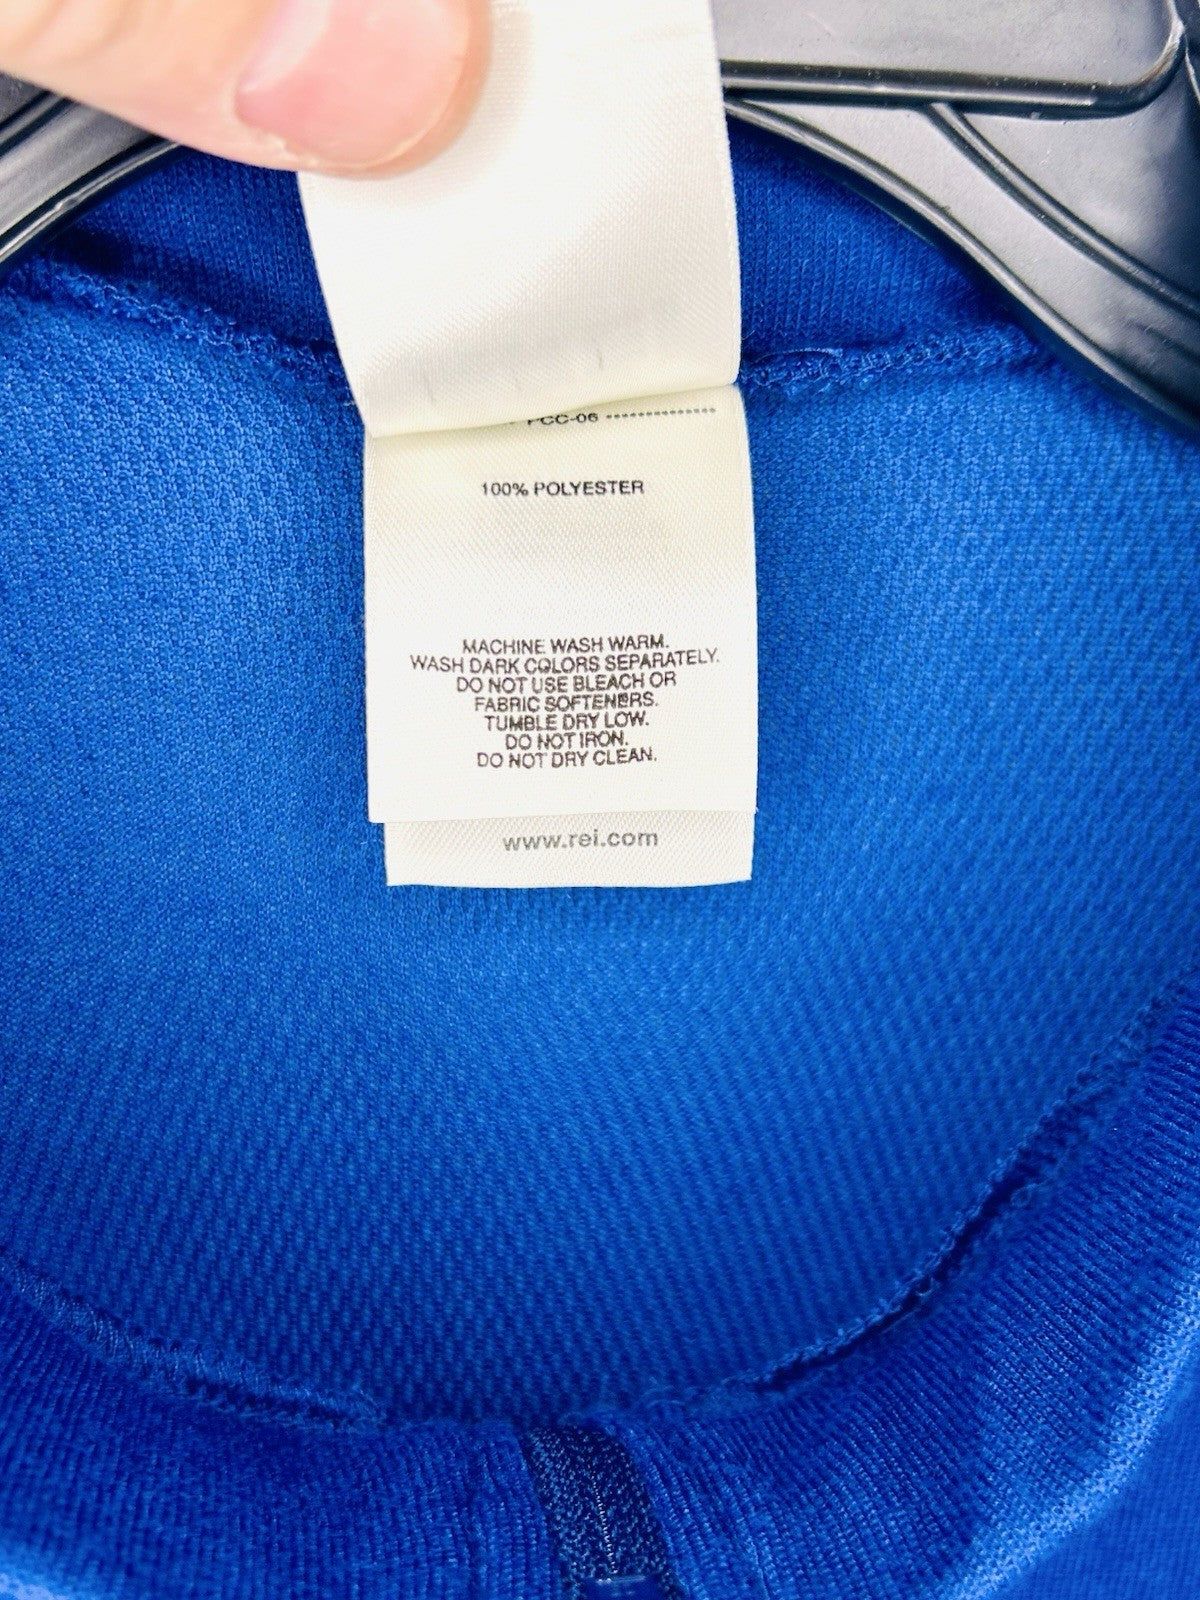 PCC-06 --------------
100% POLYESTER
MACHINE WASH WARM.
WASH DARK COLORS SEPARATELY.
DO NOT USE BLEACH OR
FABRIC SOFTENERS.
TUMBLE DRY LOW.
DO NOT IRON.
DO NOT DRY CLEAN.
www.rei.com